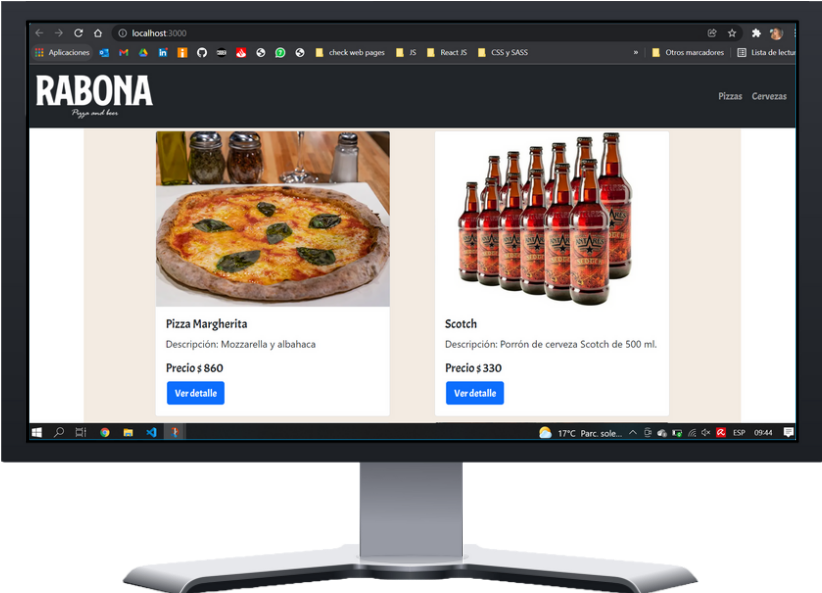 localhost:3000
Aplicaciones
check web pages
JS
React JS
CSS y SASS
»
Otros marcadores
Lista de lectur
RABONA
Pizza and beer
Pizzas Cervezas
Pizza Margherita
Descripción: Mozzarella y albahaca
Precio $ 860
Ver detalle
Scotch
Descripción: Porrón de cerveza Scotch de 500 ml.
Precio $ 330
Ver detalle
17°C Parc. sole...
ESP
09:44